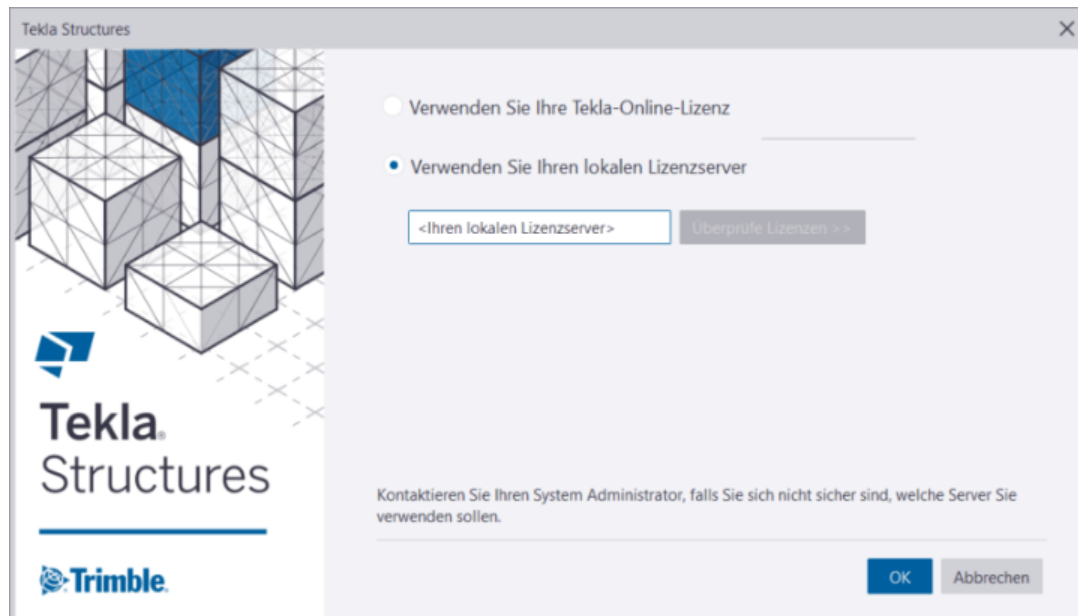 Tekla Structures
Verwenden Sie Ihre Tekla-Online-Lizenz
Verwenden Sie Ihren lokalen Lizenzserver
<Ihren lokalen Lizenzserver>
Überprüfe Lizenzen >>
Tekla®
Structures
Kontaktieren Sie Ihren System Administrator, falls Sie sich nicht sicher sind, welche Server Sie
verwenden sollen.
Trimble.
OK
Abbrechen